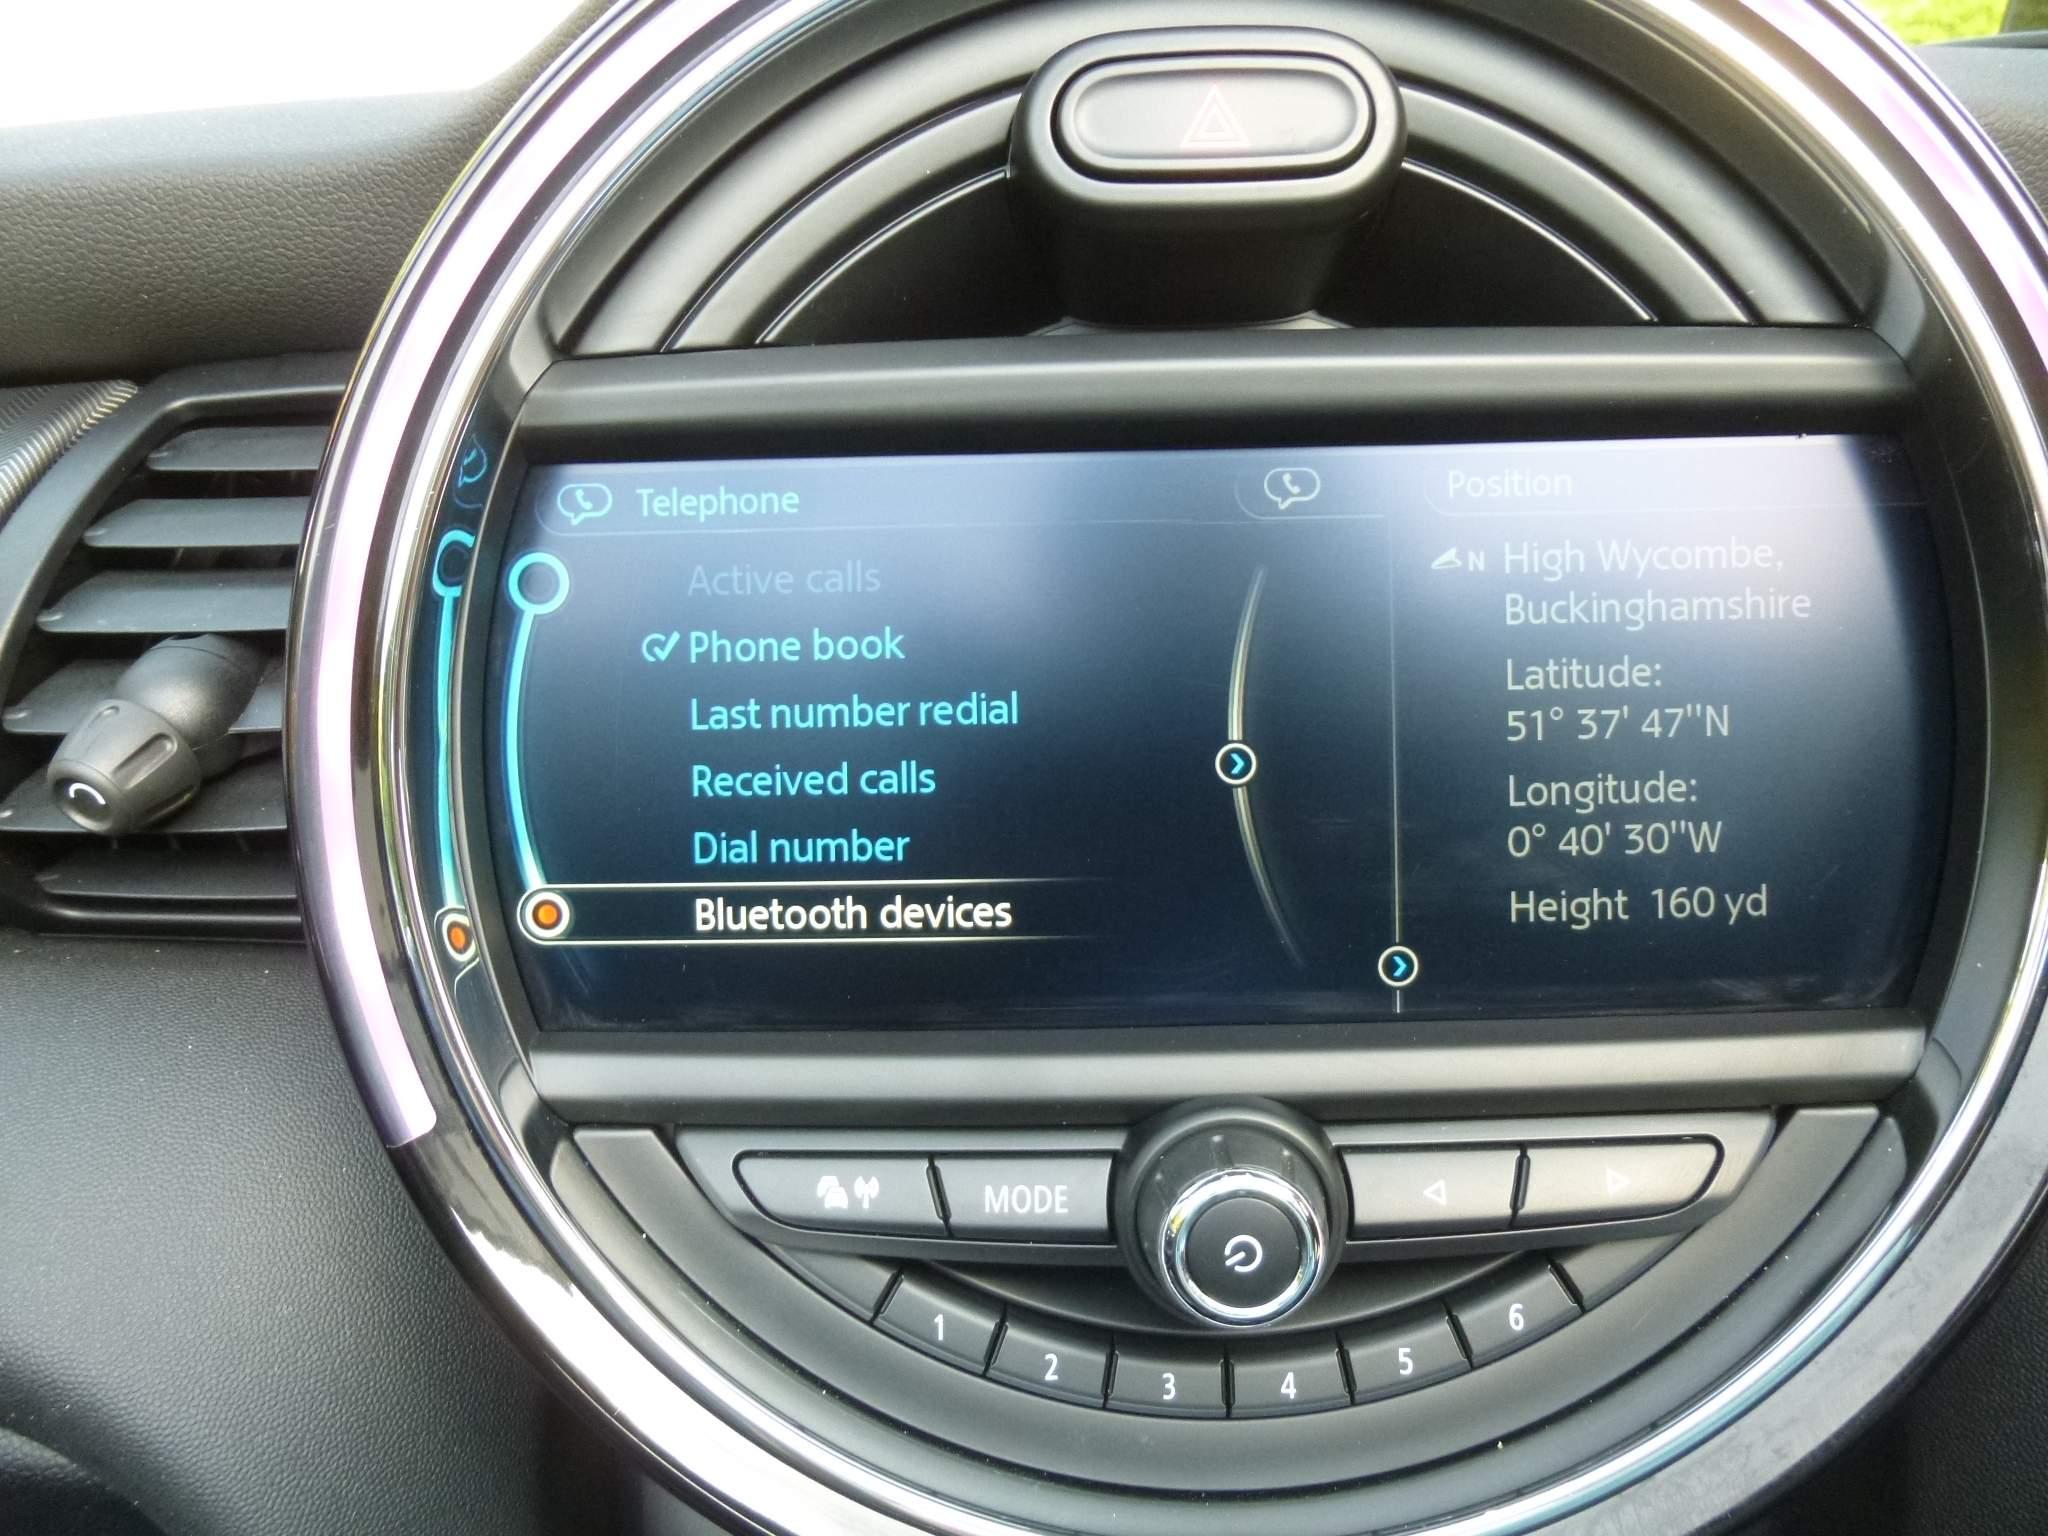 Telephone
Active calls
Phone book
Last number redial
Received calls
Dial number
Bluetooth devices
Position
N High Wycombe,
Buckinghamshire
Latitude:
51° 37' 47"N
Longitude:
0° 40' 30"W
Height 160 yd
MODE
1
2
3
4
5
6